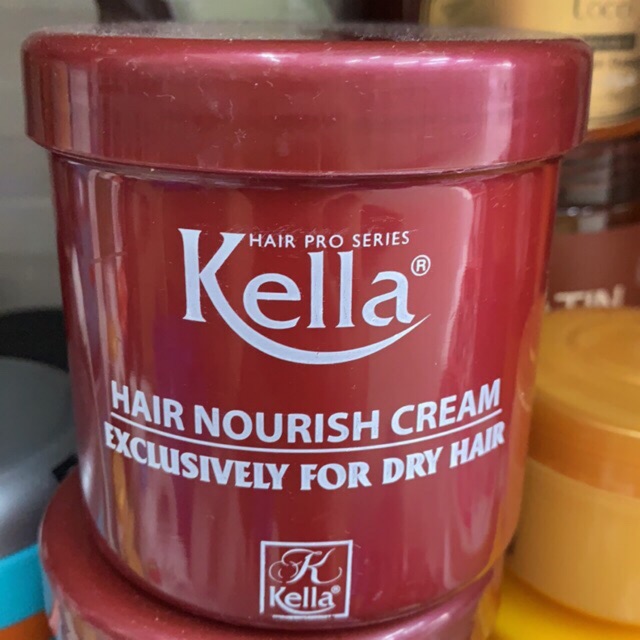 HAIR PRO SERIES
Kella®
HAIR NOURISH CREAM
EXCLUSIVELY FOR DRY HAIR
K
Kella®